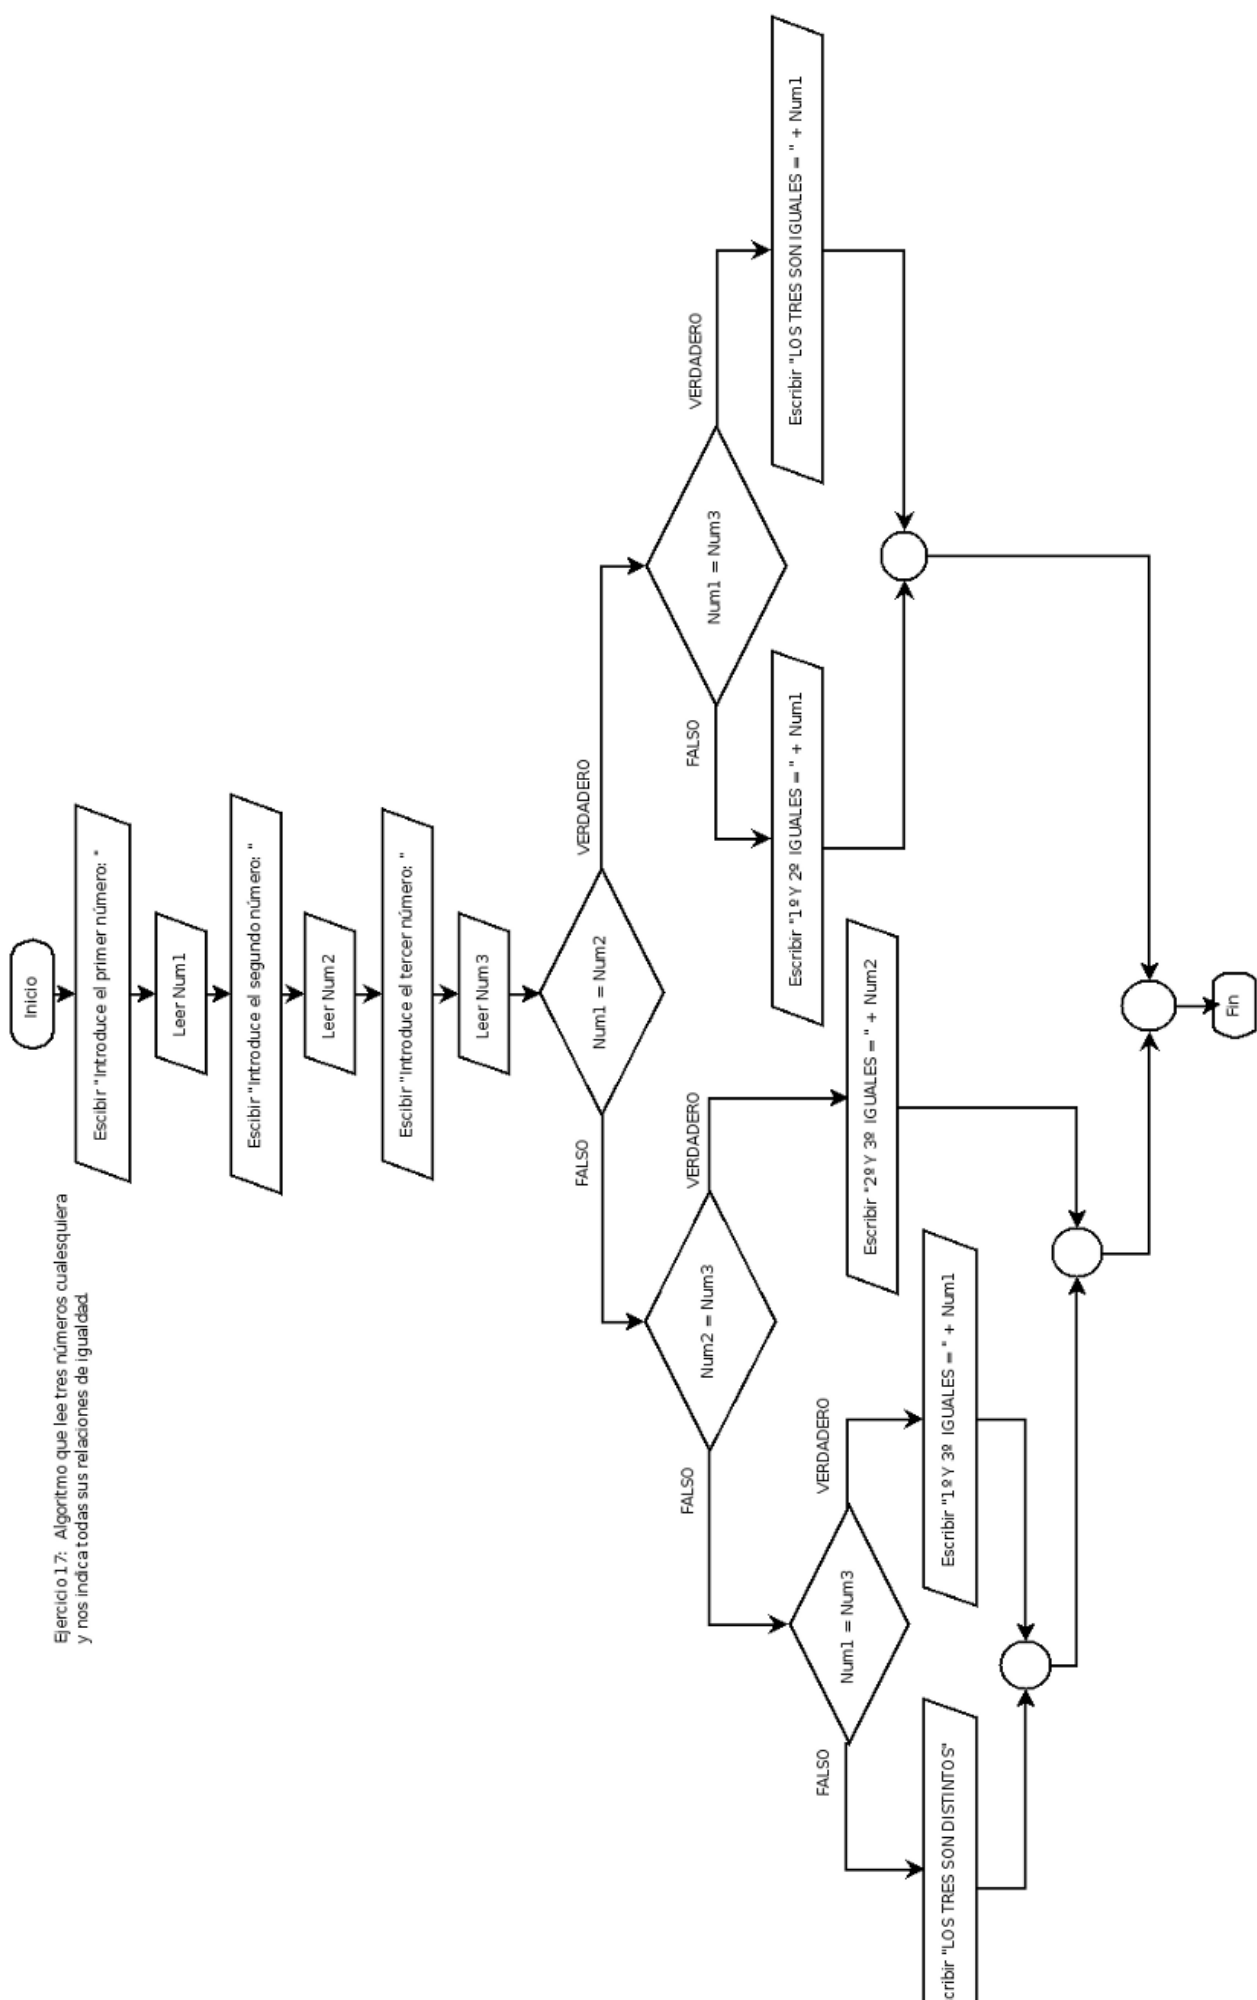 Ejercicio 17: Algoritmo que lee tres números cualesquiera
y nos indica todas sus relaciones de igualdad.
Inicio
Escibir "Introduce el primer número: "
Leer Num1
Escibir "Introduce el segundo número: "
Leer Num2
Escibir "Introduce el tercer número: "
Leer Num3
Num1 = Num2
FALSO
VERDADERO
Num2 = Num3
FALSO
VERDADERO
Num1 = Num3
FALSO
VERDADERO
Num1 = Num3
FALSO
VERDADERO
Escribir "1º Y 2º IGUALES = " + Num1
Escribir "LOS TRES SON IGUALES = " + Num1
Escribir "2º Y 3º IGUALES = " + Num2
cribir "LOS TRES SON DISTINTOS"
Escribir "1º Y 3º IGUALES = " + Num1
Fin